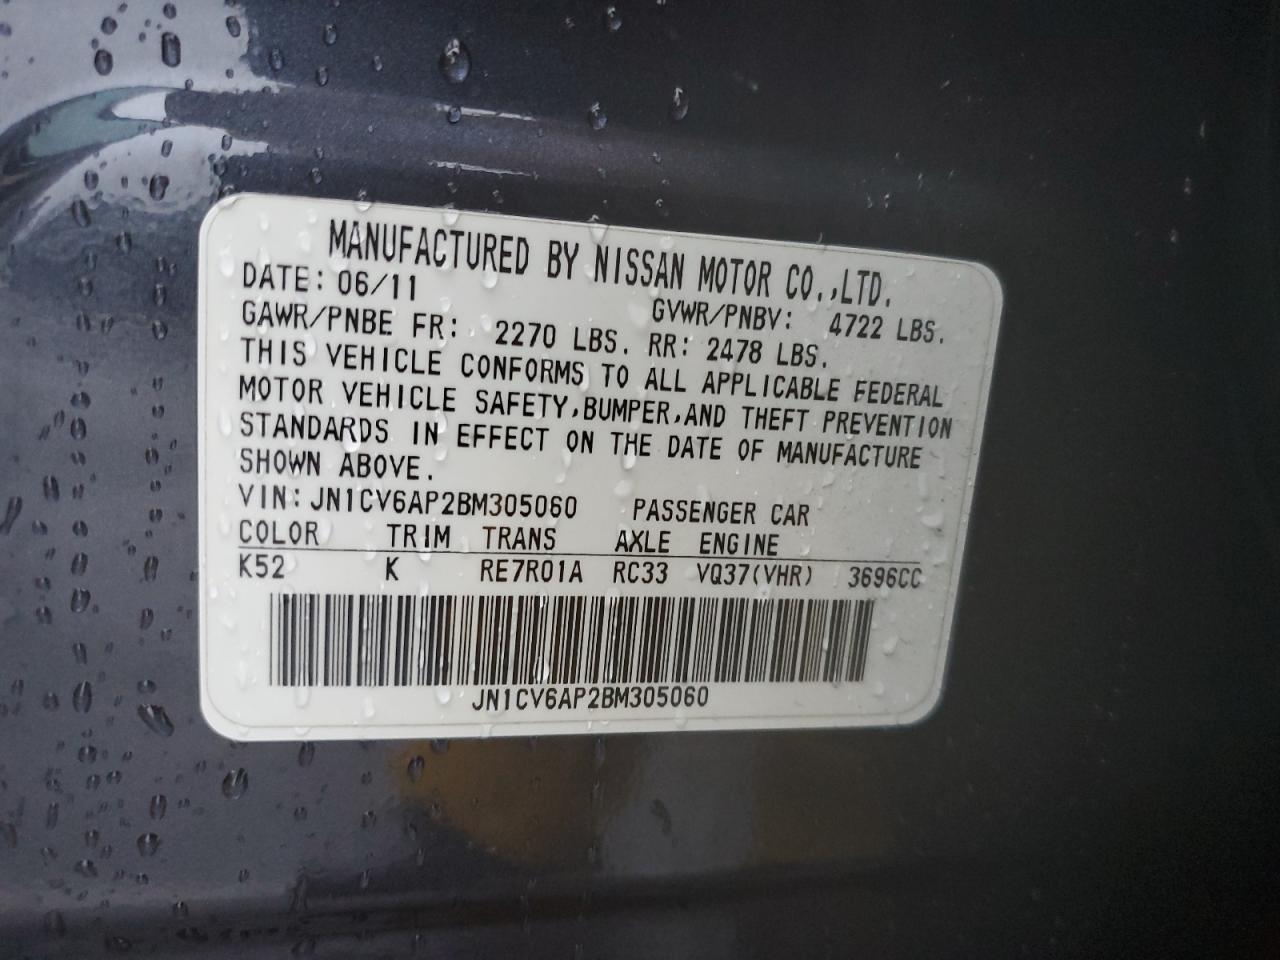 MANUFACTURED BY NISSAN MOTOR CO.,LTD.
DATE: 06/11 GVWR/PNBV: 4722 LBS.
GAWR/PNBE FR: 2270 LBS. RR: 2478 LBS.
THIS VEHICLE CONFORMS TO ALL APPLICABLE FEDERAL
MOTOR VEHICLE SAFETY,BUMPER,AND THEFT PREVENTION
STANDARDS IN EFFECT ON THE DATE OF MANUFACTURE
SHOWN ABOVE.
VIN: JN1CV6AP2BM305060 PASSENGER CAR
COLOR TRIM TRANS AXLE ENGINE
K52 K RE7R01A RC33 VQ37(VHR) 3696CC
JN1CV6AP2BM305060